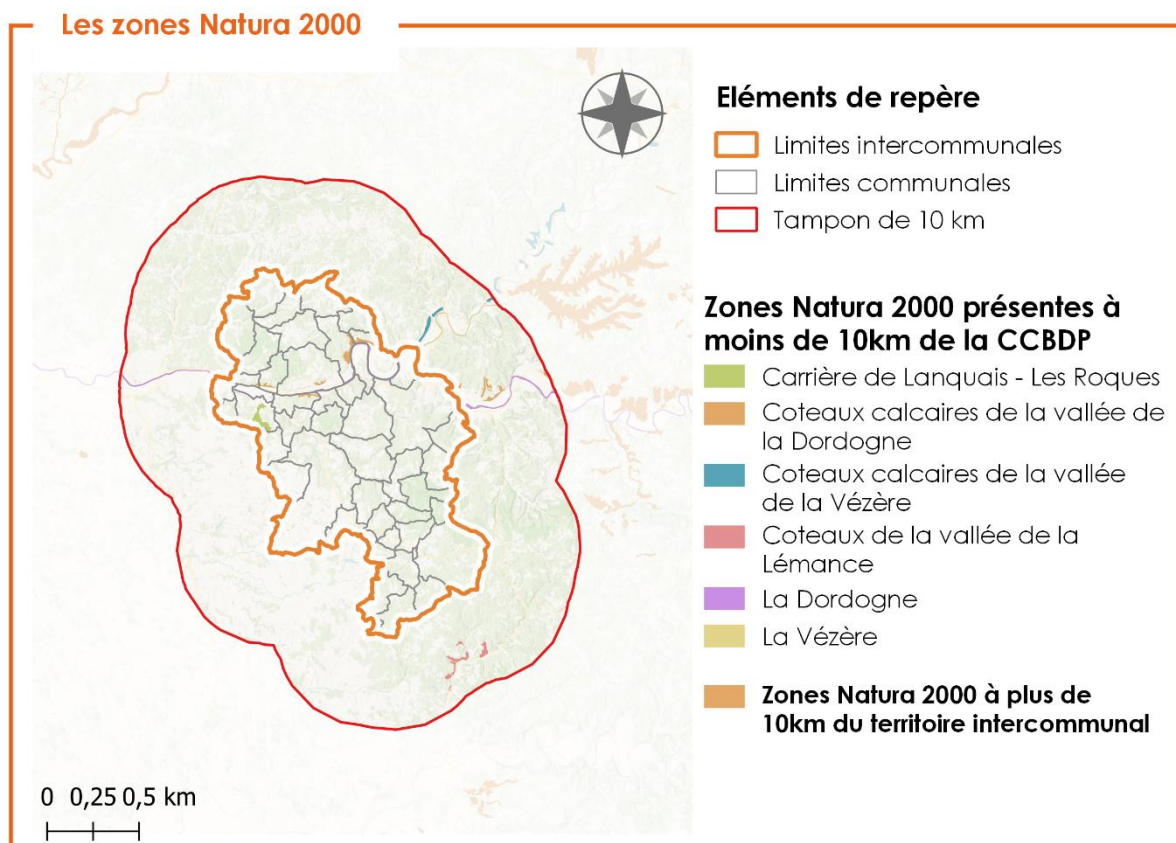 Les zones Natura 2000
Eléments de repère
Limites intercommunales
Limites communales
Tampon de 10 km
Zones Natura 2000 présentes à
moins de 10km de la CCBDP
Carrière de Lanquais - Les Roques
Coteaux calcaires de la vallée de
la Dordogne
Coteaux calcaires de la vallée
de la Vézère
Coteaux de la vallée de la
Lémance
La Dordogne
La Vézère
Zones Natura 2000 à plus de
10km du territoire intercommunal
0 0,25 0,5 km